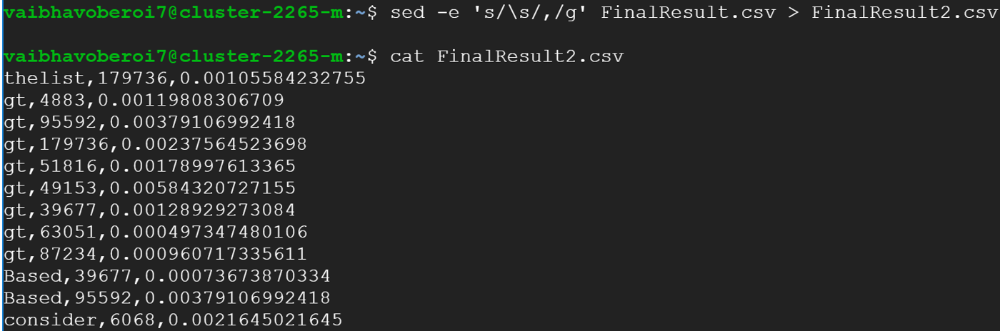 vaibhavoberoi7@cluster-2265-m:~$ sed -e 's/\s/,/g' FinalResult.csv > FinalResult2.csv
vaibhavoberoi7@cluster-2265-m:~$ cat FinalResult2.csv
thelist,179736,0.00105584232755
gt,4883,0.00119808306709
gt,95592,0.00379106992418
gt,179736,0.00237564523698
gt,51816,0.00178997613365
gt,49153,0.00584320727155
gt,39677,0.00128929273084
gt,63051,0.000497347480106
gt,87234,0.000960717335611
Based,39677,0.00073673870334
Based,95592,0.00379106992418
consider,6068,0.0021645021645